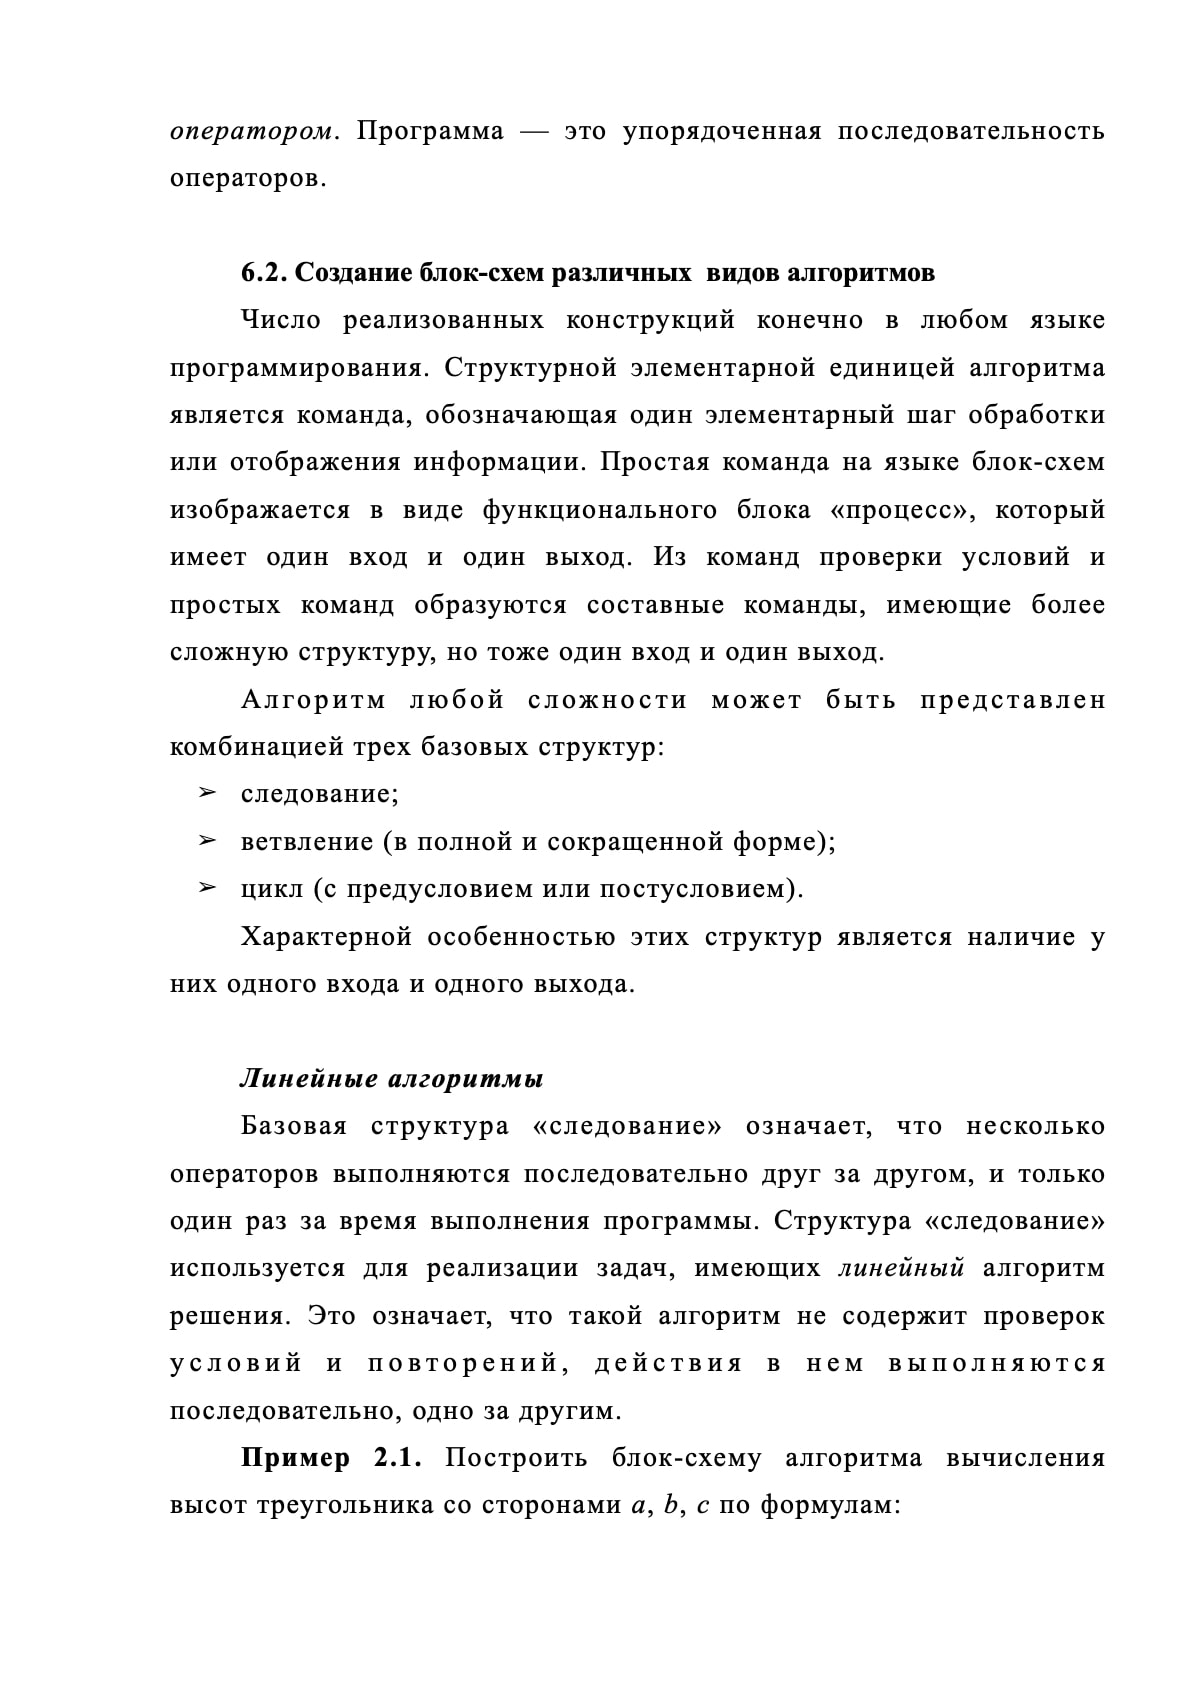 оператором. Программа — это упорядоченная последовательность
операторов.
6.2. Создание блок-схем различных видов алгоритмов
Число реализованных конструкций конечно в любом языке
программирования. Структурной элементарной единицей алгоритма
является команда, обозначающая один элементарный шаг обработки
или отображения информации. Простая команда на языке блок-схем
изображается в виде функционального блока «процесс», который
имеет один вход и один выход. Из команд проверки условий и
простых команд образуются составные команды, имеющие более
сложную структуру, но тоже один вход и один выход.
Алгоритм любой сложности может быть представлен
комбинацией трех базовых структур:
➢ следование;
➢ ветвление (в полной и сокращенной форме);
➢ цикл (с предусловием или постусловием).
Характерной особенностью этих структур является наличие у
них одного входа и одного выхода.
Линейные алгоритмы
Базовая структура «следование» означает, что несколько
операторов выполняются последовательно друг за другом, и только
один раз за время выполнения программы. Структура «следование»
используется для реализации задач, имеющих линейный алгоритм
решения. Это означает, что такой алгоритм не содержит проверок
условий и повторений, действия в нем выполняются
последовательно, одно за другим.
Пример 2.1. Построить блок-схему алгоритма вычисления
высот треугольника со сторонами a, b, c по формулам: